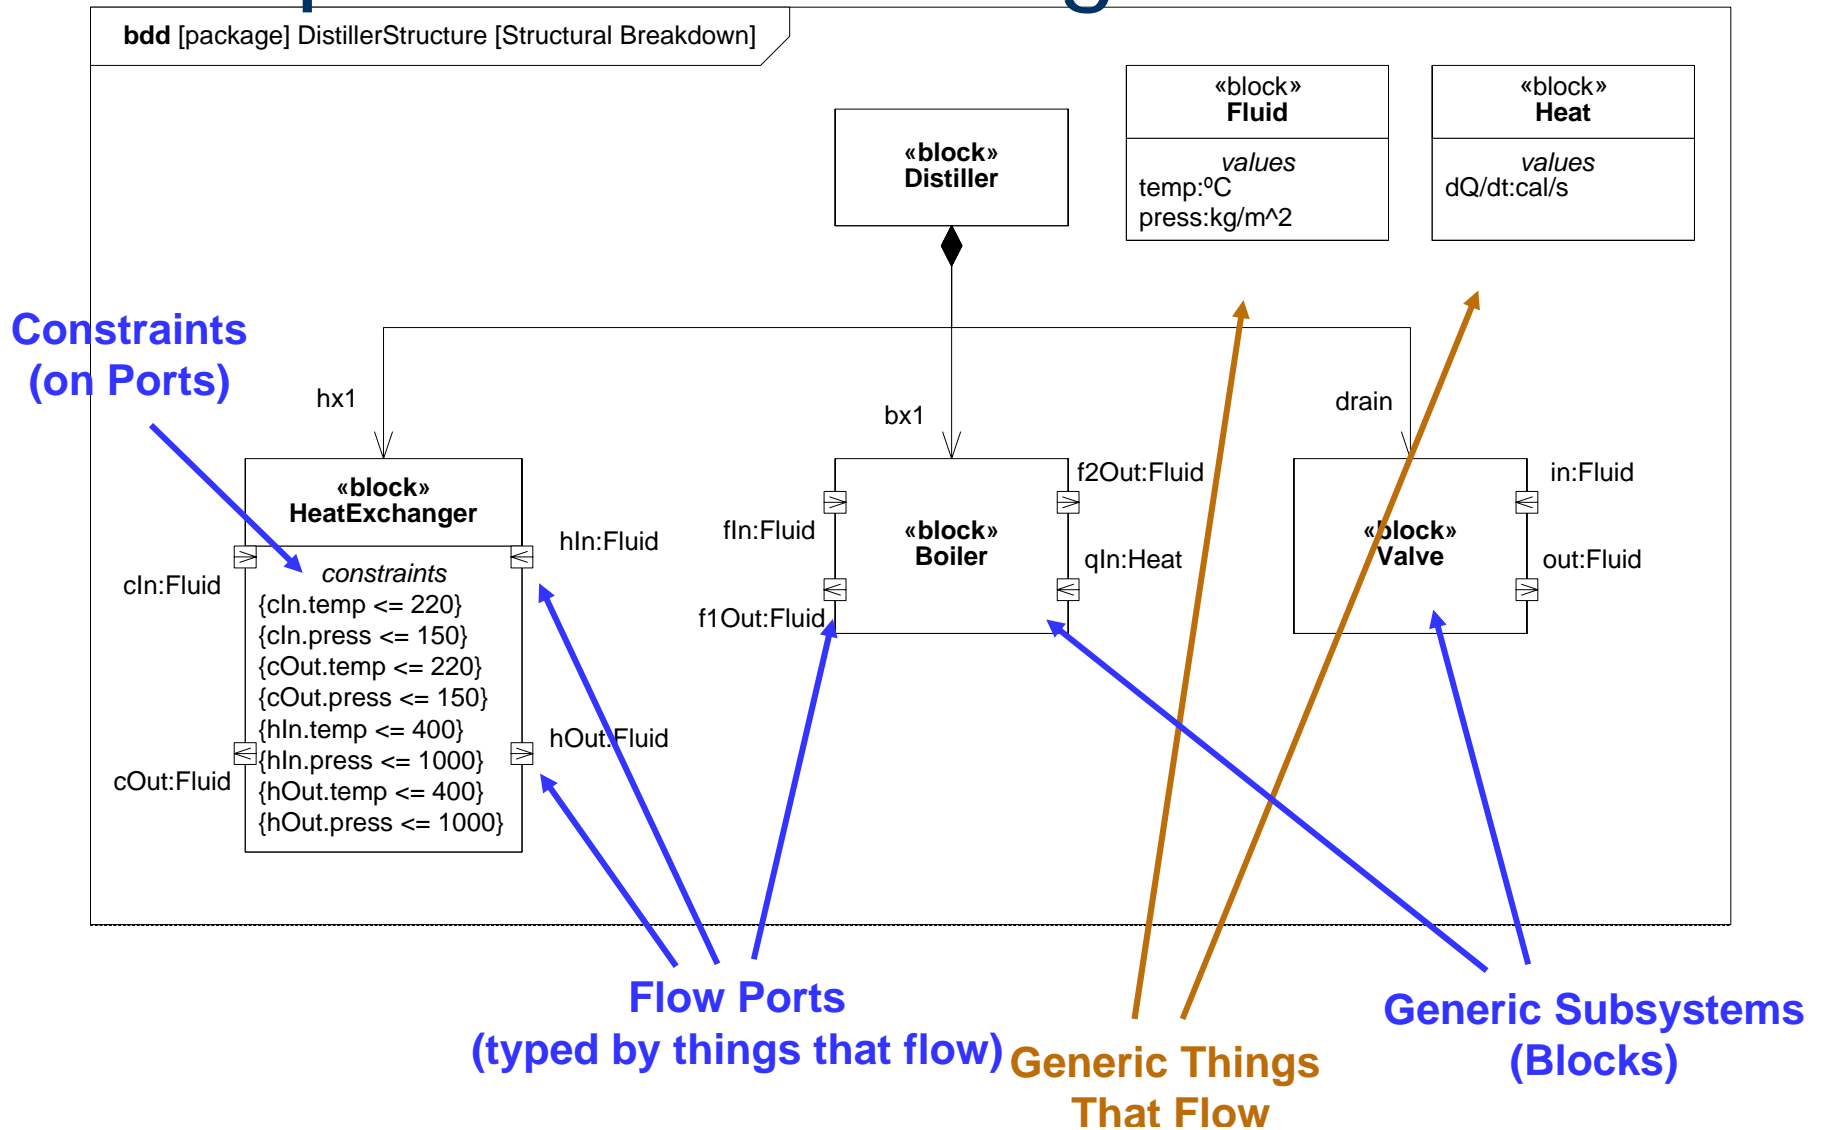 bdd [package] DistillerStructure [Structural Breakdown]
«block»
Fluid
values
temp:ºC
press:kg/m^2
«block»
Heat
values
dQ/dt:cal/s
«block»
Distiller
Constraints
(on Ports)
hx1
bx1
drain
«block»
HeatExchanger
constraints
{cIn.temp <= 220}
{cIn.press <= 150}
{cOut.temp <= 220}
{cOut.press <= 150}
{hIn.temp <= 400}
{hIn.press <= 1000}
{hOut.temp <= 400}
{hOut.press <= 1000}
cIn:Fluid
cOut:Fluid
hIn:Fluid
hOut:Fluid
fIn:Fluid
f1Out:Fluid
«block»
Boiler
f2Out:Fluid
qIn:Heat
«block»
Valve
in:Fluid
out:Fluid
Flow Ports
(typed by things that flow)
Generic Things
That Flow
Generic Subsystems
(Blocks)